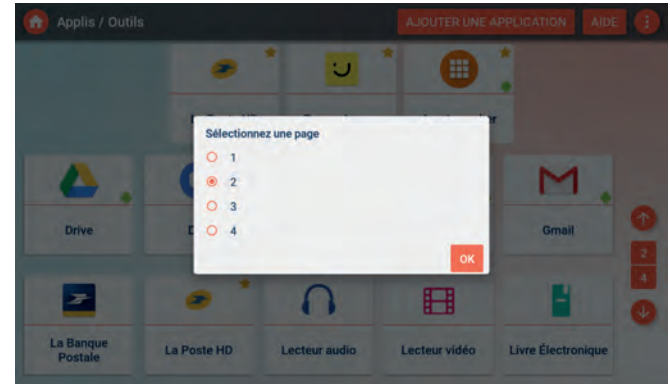 Applis / Outils
AJOUTER UNE APPLICATION
AIDE
Sélectionnez une page
1
2
3
4
OK
Drive
Gmail
2
4
La Banque
Postale
La Poste HD
Lecteur audio
Lecteur vidéo
Livre Électronique